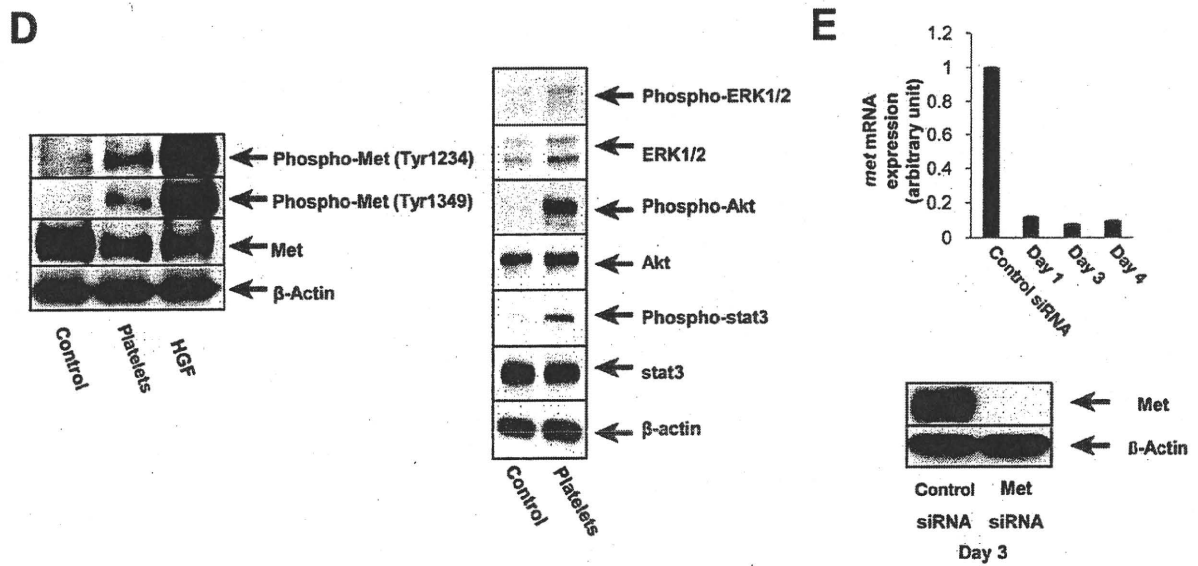 D
Phospho-Met (Tyr1234)
Phospho-Met (Tyr1349)
Met
β-Actin
Control
Platelets
HGF
Phospho-ERK1/2
ERK1/2
Phospho-Akt
Akt
Phospho-stat3
stat3
β-actin
Control
Platelets
E
met mRNA
expression
(arbitrary unit)
1.2
1
0.8
0.6
0.4
0.2
0
Control siRNA
Day 1
Day 3
Day 4
Met
β-Actin
Control Met
siRNA siRNA
Day 3